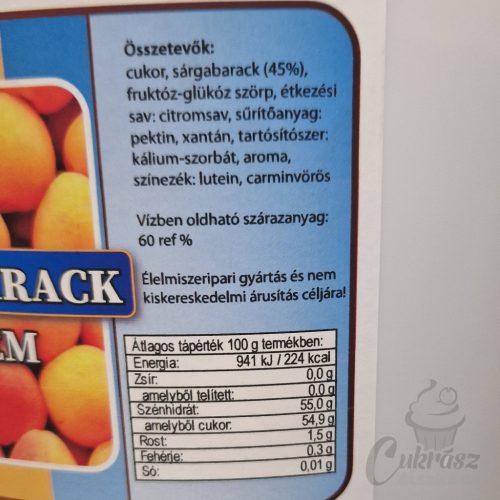 Összetevők:
cukor, sárgabarack (45%),
fruktóz-glükóz szörp, étkezési
sav: citromsav, sűrítőanyag:
pektin, xantán, tartósítószer:
kálium-szorbát, aroma,
színezék: lutein, carminvörös
Vízben oldható szárazanyag:
60 ref %
Élelmiszeripari gyártás és nem
kiskereskedelmi árusítás céljára!
RACK
EM
Átlagos tápérték 100 g termékben:
Energia: 941 kJ / 224 kcal
Zsír: 0,0 g
amelyből telített: 0,0 g
Szénhidrát: 55,0 g
amelyből cukor: 54,9 g
Rost: 1,5 g
Fehérje: 0,3 g
Só: 0,01 g
Cukrász